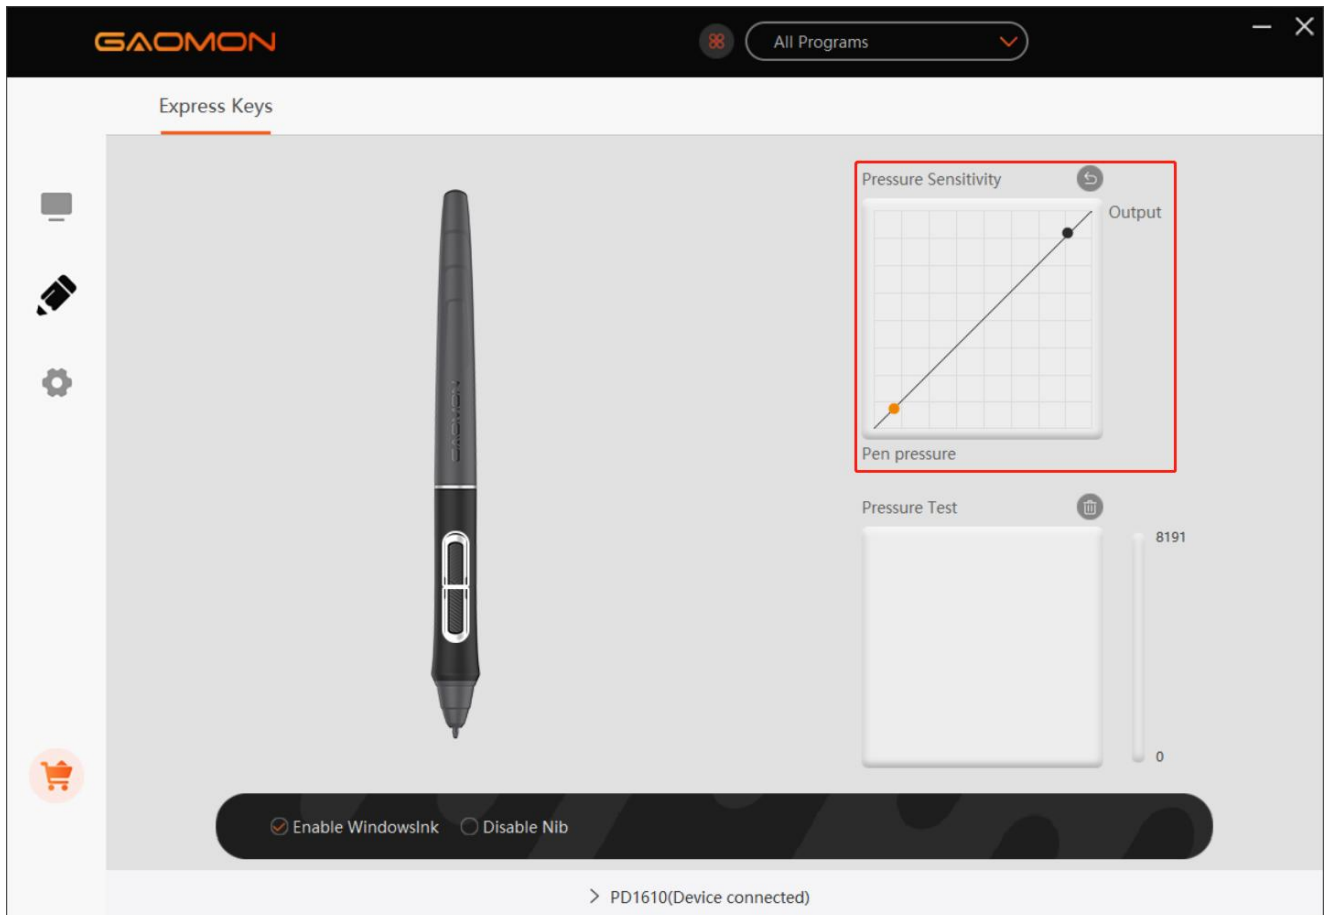 GAOMON
All Programs
Express Keys
Pressure Sensitivity
Output
GAOMON
Pen pressure
Pressure Test
8191
0
Enable WindowsInk
Disable Nib
PD1610(Device connected)